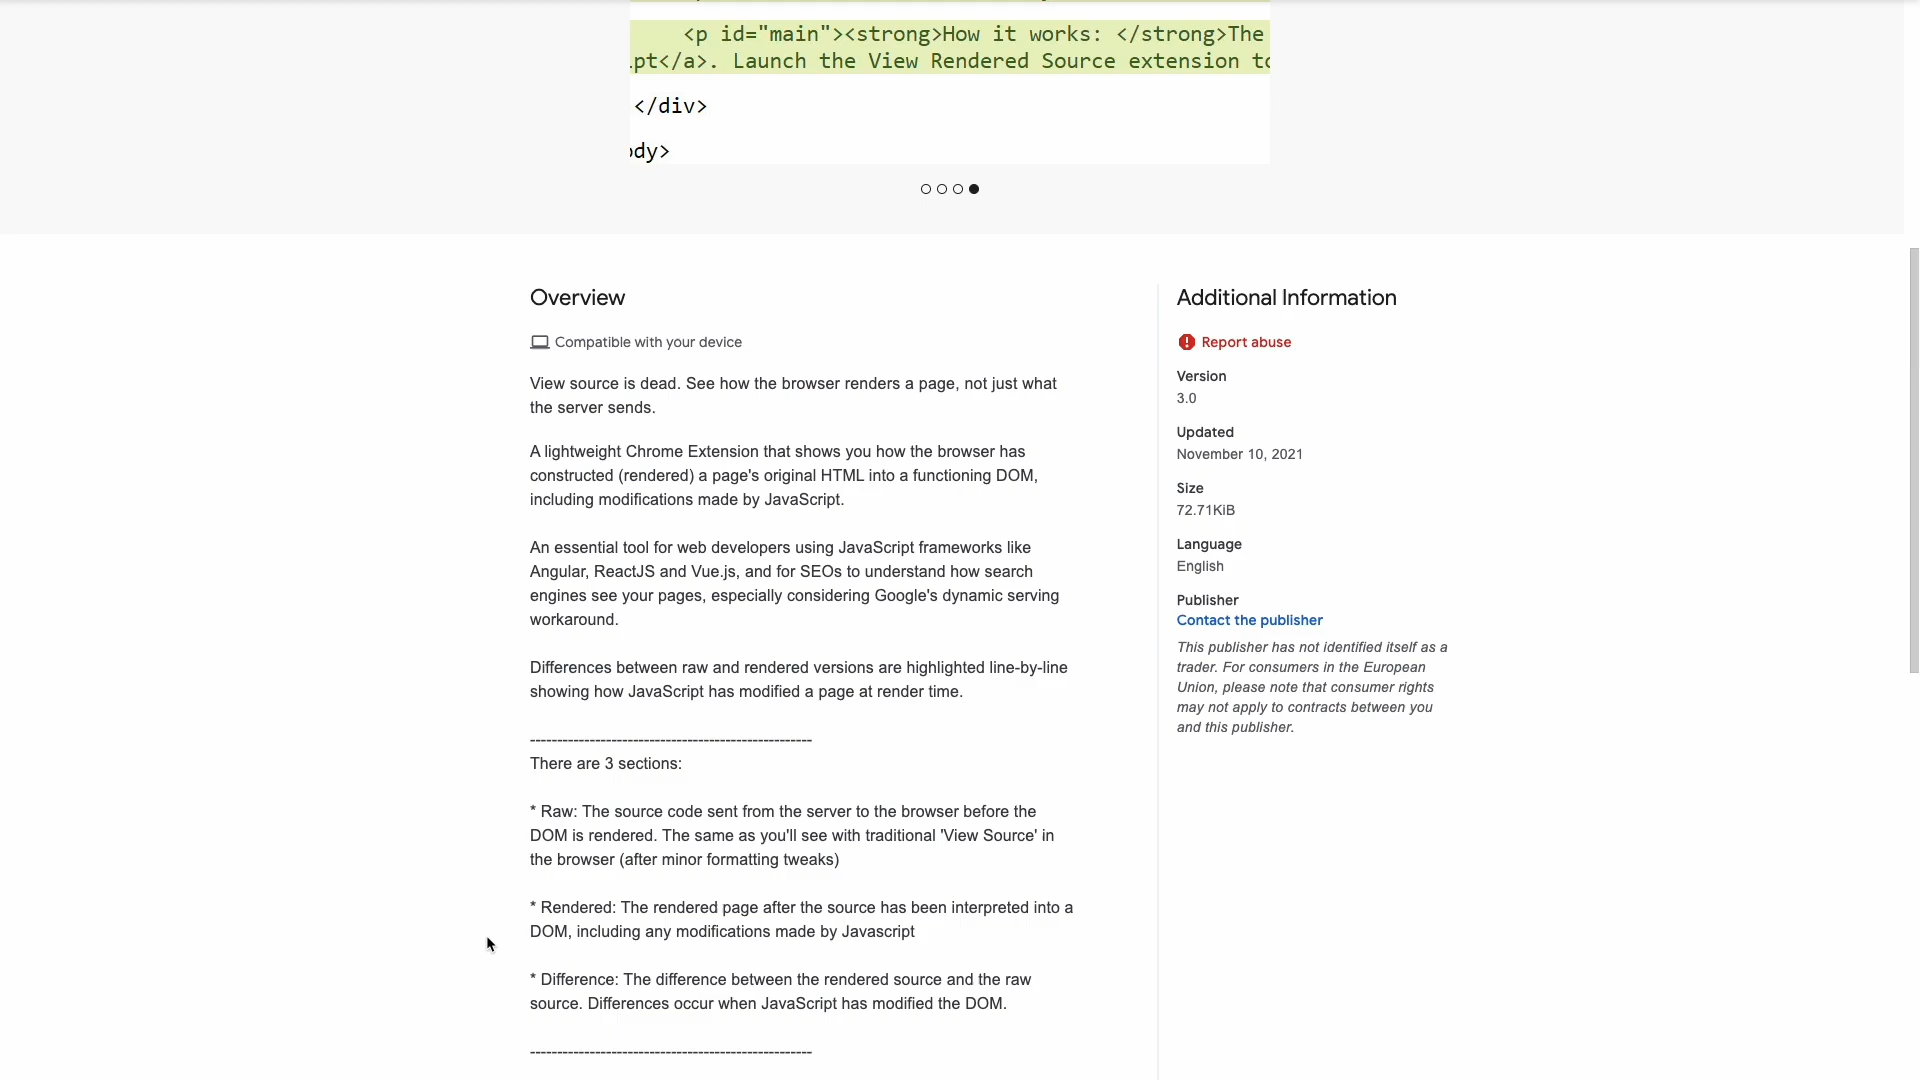 <p id="main"><strong>How it works: </strong>The
pt</a>. Launch the View Rendered Source extension to
</div>
ody>
Overview
Compatible with your device
View source is dead. See how the browser renders a page, not just what
the server sends.
A lightweight Chrome Extension that shows you how the browser has
constructed (rendered) a page's original HTML into a functioning DOM,
including modifications made by JavaScript.
An essential tool for web developers using JavaScript frameworks like
Angular, ReactJS and Vue.js, and for SEOs to understand how search
engines see your pages, especially considering Google's dynamic serving
workaround.
Differences between raw and rendered versions are highlighted line-by-line
showing how JavaScript has modified a page at render time.
----------------------------------------------------
There are 3 sections:
* Raw: The source code sent from the server to the browser before the
DOM is rendered. The same as you'll see with traditional 'View Source' in
the browser (after minor formatting tweaks)
* Rendered: The rendered page after the source has been interpreted into a
DOM, including any modifications made by Javascript
* Difference: The difference between the rendered source and the raw
source. Differences occur when JavaScript has modified the DOM.
----------------------------------------------------
Additional Information
Report abuse
Version
3.0
Updated
November 10, 2021
Size
72.71KiB
Language
English
Publisher
Contact the publisher
This publisher has not identified itself as a
trader. For consumers in the European
Union, please note that consumer rights
may not apply to contracts between you
and this publisher.